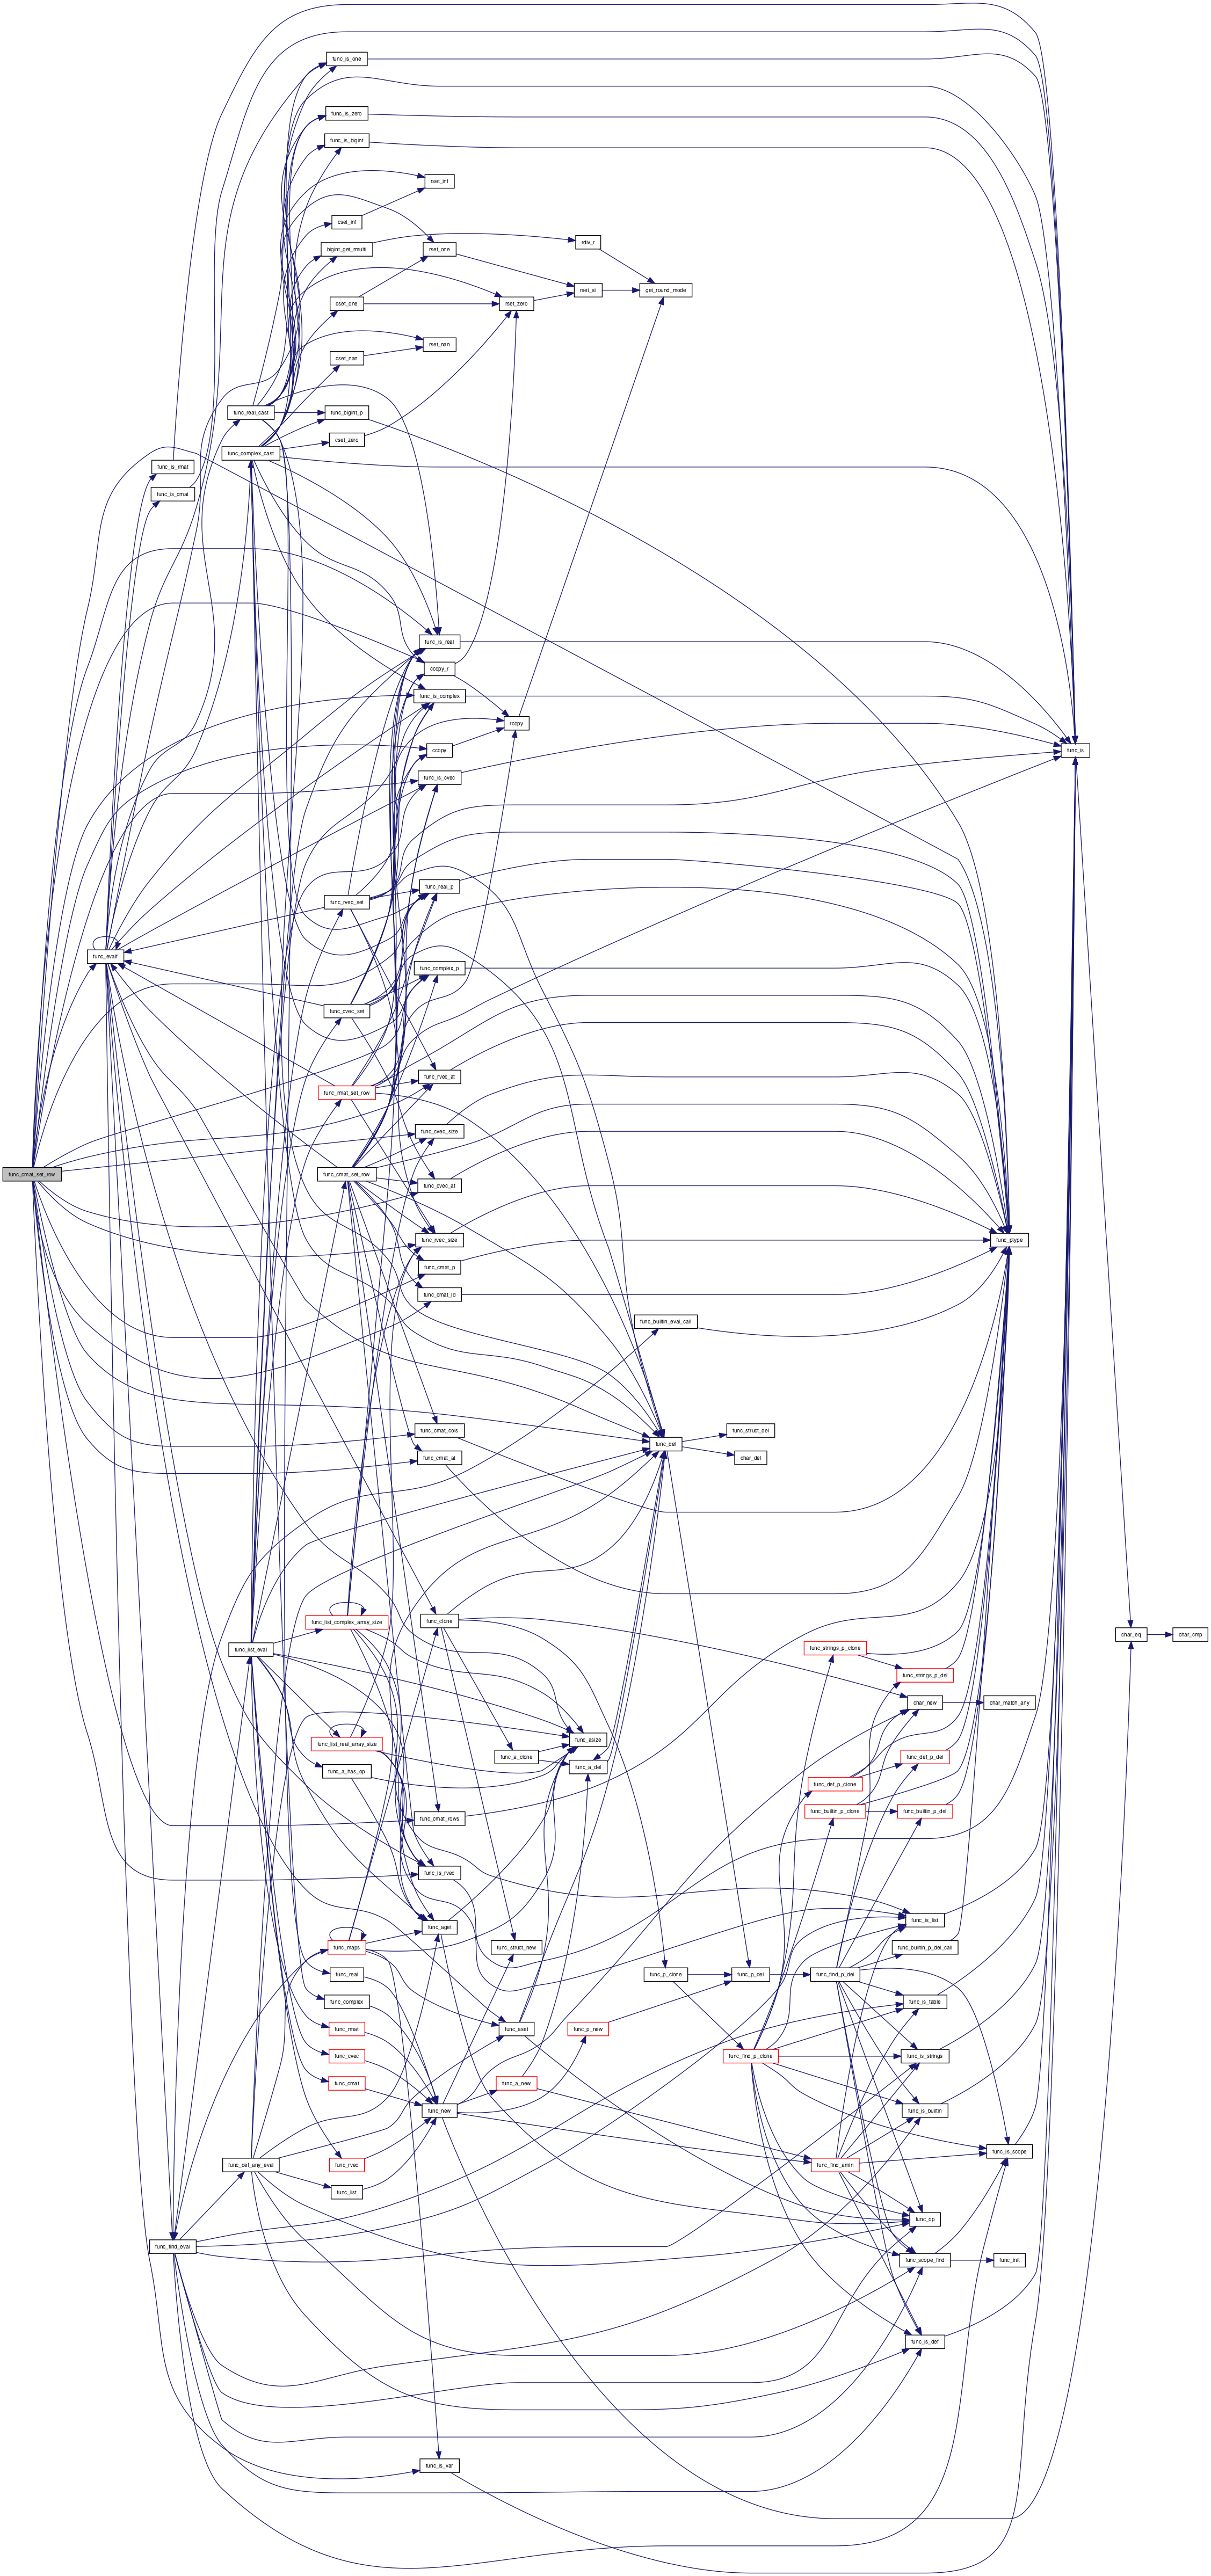 func_is_one
func_is_zero
func_is_bigint
rset_inf
cset_inf
rdiv_r
bigint_get_rmulti
rset_one
rset_si
get_round_mode
cset_one
rset_zero
rset_nan
cset_nan
func_real_cast
func_bigint_p
cset_zero
func_complex_cast
func_is_rmat
func_is_cmat
func_is_real
ccopy_r
func_is_complex
rcopy
ccopy
func_is
func_is_cvec
func_real_p
func_rvec_set
func_evalf
func_complex_p
func_cvec_set
func_rvec_at
func_rmat_set_row
func_cvec_size
func_cmat_set_row
func_cmat_set_row
func_cvec_at
func_rvec_size
func_ptype
func_cmat_p
func_cmat_id
func_builtin_eval_call
func_cmat_cols
func_struct_del
func_del
func_cmat_at
char_del
func_list_complex_array_size
func_clone
char_eq
char_cmp
func_list_eval
func_strings_p_clone
func_strings_p_del
char_new
char_match_any
func_asize
func_list_real_array_size
func_a_clone
func_def_p_del
func_a_del
func_a_has_op
func_def_p_clone
func_cmat_rows
func_builtin_p_clone
func_builtin_p_del
func_is_rvec
func_aget
func_is_list
func_maps
func_struct_new
func_builtin_p_del_call
func_real
func_p_clone
func_p_del
func_find_p_del
func_complex
func_is_table
func_rmat
func_aset
func_p_new
func_cvec
func_find_p_clone
func_is_strings
func_cmat
func_a_new
func_new
func_is_builtin
func_is_scope
func_def_any_eval
func_rvec
func_find_amin
func_list
func_op
func_find_eval
func_scope_find
func_init
func_is_def
func_is_var